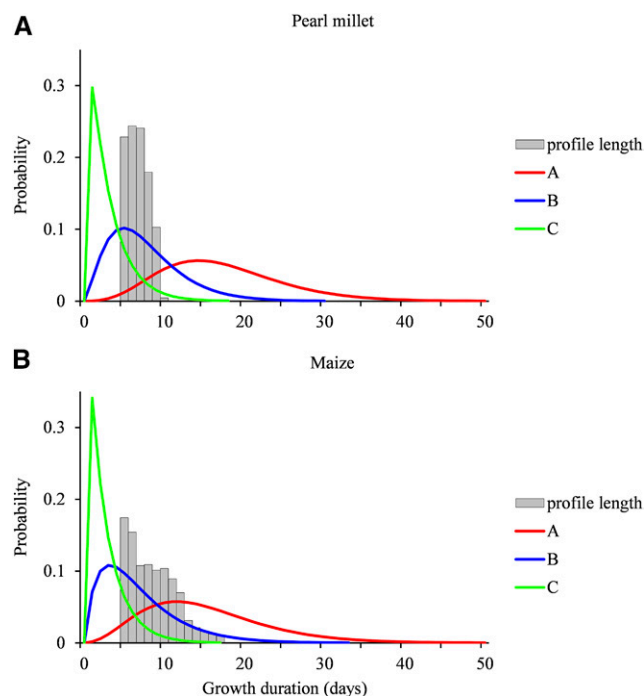 A
Pearl millet
0.3
0.2
0.1
0
Probability
0 10 20 30 40 50
profile length
A
B
C
B
Maize
0.3
0.2
0.1
0
Probability
0 10 20 30 40 50
Growth duration (days)
profile length
A
B
C